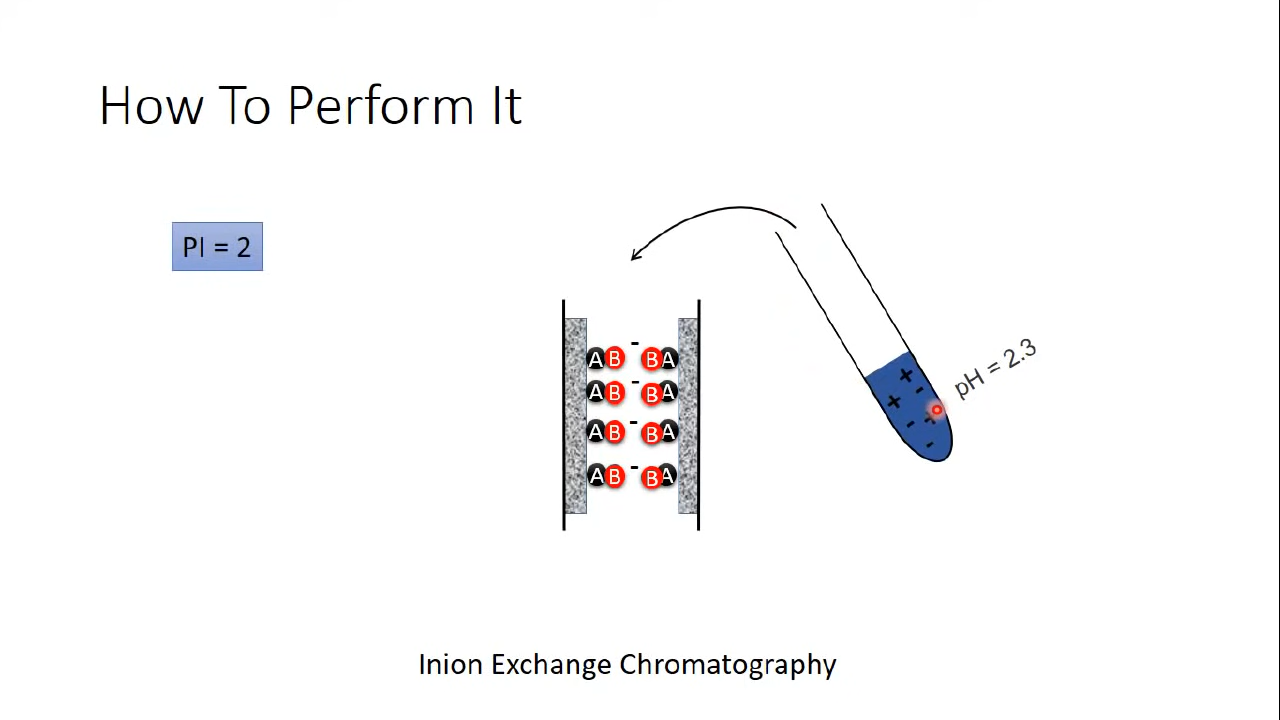 How To Perform It
PI = 2
pH = 2.3
+
+ -
- +
-
-
A B B A
-
A B B A
-
A B B A
-
A B B A
Inion Exchange Chromatography